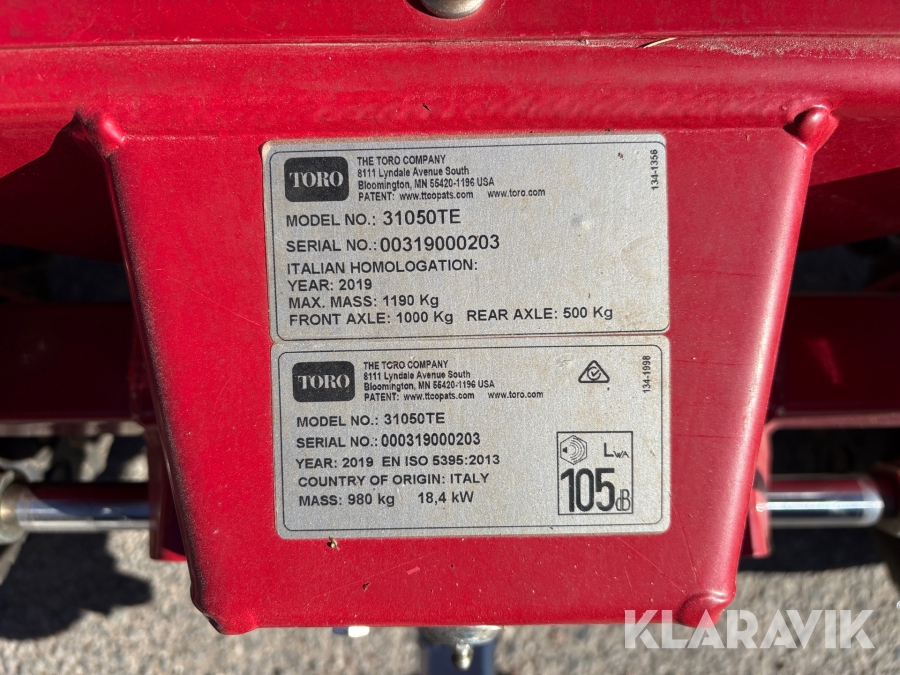 TORO
THE TORO COMPANY
8111 Lyndale Avenue South
Bloomington, MN 55420-1196 USA
PATENT: www.ttcopats.com www.toro.com
134-1356
MODEL NO.: 31050TE
SERIAL NO.: 00319000203
ITALIAN HOMOLOGATION:
YEAR: 2019
MAX. MASS: 1190 Kg
FRONT AXLE: 1000 Kg REAR AXLE: 500 Kg
TORO
THE TORO COMPANY
8111 Lyndale Avenue South
Bloomington, MN 55420-1196 USA
PATENT: www.ttcopats.com www.toro.com
134-1998
MODEL NO.: 31050TE
SERIAL NO.: 000319000203
YEAR: 2019 EN ISO 5395:2013
COUNTRY OF ORIGIN: ITALY
MASS: 980 kg 18,4 kW
LWA
105dB
KLARAVIK